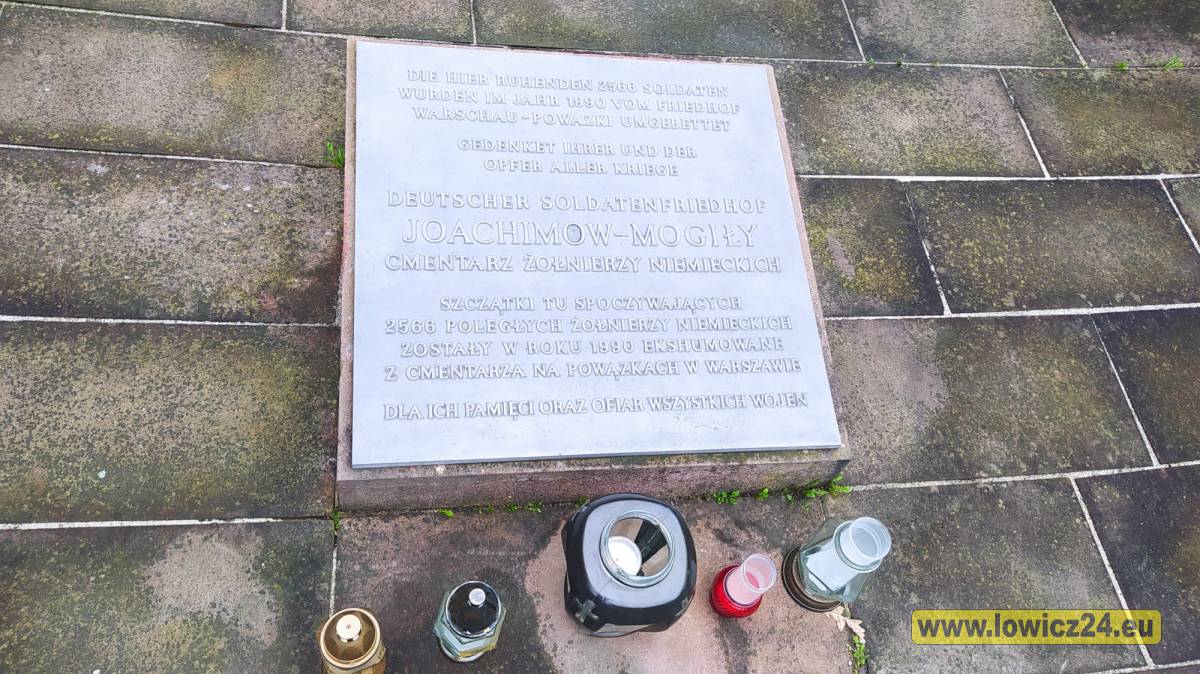 DIE HIER RUHENDEN 2566 SOLDATEN
WURDEN IM JAHR 1990 VOM FRIEDHOF
WARSCHAU-POWAZKI UMGEBETTET
GEDENKET IHRER UND DER
OPFER ALLER KRIEGE
DEUTSCHER SOLDATENFRIEDHOF
JOACHIMOW-MOGIŁY
CMENTARZ ŻOŁNIERZY NIEMIECKICH
SZCZĄTKI TU SPOCZYWAJĄCYCH
2566 POLEGŁYCH ŻOŁNIERZY NIEMIECKICH
ZOSTAŁY W ROKU 1990 EKSHUMOWANE
Z CMENTARZA NA POWĄZKACH W WARSZAWIE
DLA ICH PAMIĘCI ORAZ OFIAR WSZYSTKICH WOJEN
www.lowicz24.eu